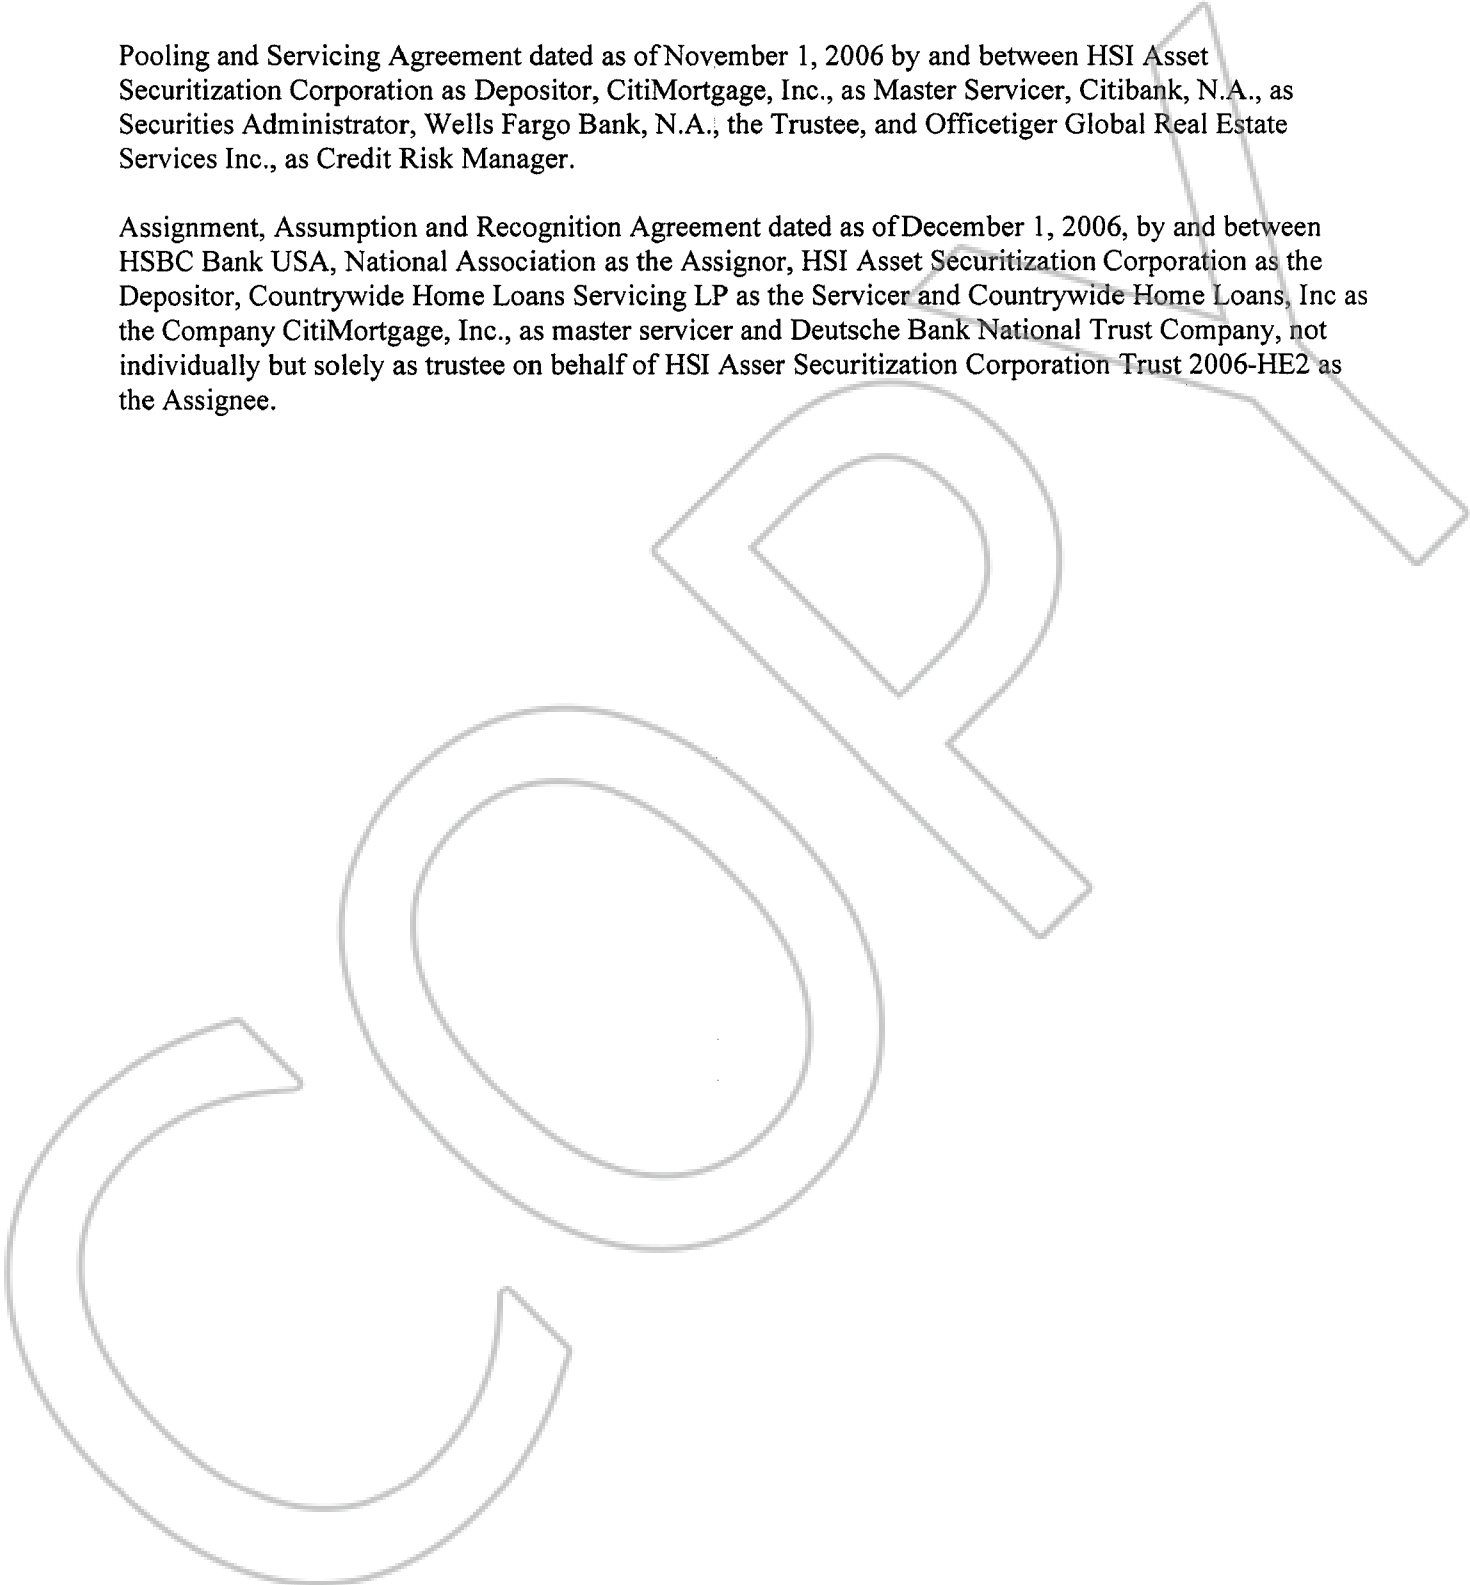 Pooling and Servicing Agreement dated as of November 1, 2006 by and between HSI Asset
Securitization Corporation as Depositor, CitiMortgage, Inc., as Master Servicer, Citibank, N.A., as
Securities Administrator, Wells Fargo Bank, N.A., the Trustee, and Officetiger Global Real Estate
Services Inc., as Credit Risk Manager.
Assignment, Assumption and Recognition Agreement dated as of December 1, 2006, by and between
HSBC Bank USA, National Association as the Assignor, HSI Asset Securitization Corporation as the
Depositor, Countrywide Home Loans Servicing LP as the Servicer and Countrywide Home Loans, Inc as
the Company CitiMortgage, Inc., as master servicer and Deutsche Bank National Trust Company, not
individually but solely as trustee on behalf of HSI Asser Securitization Corporation Trust 2006-HE2 as
the Assignee.
COPY